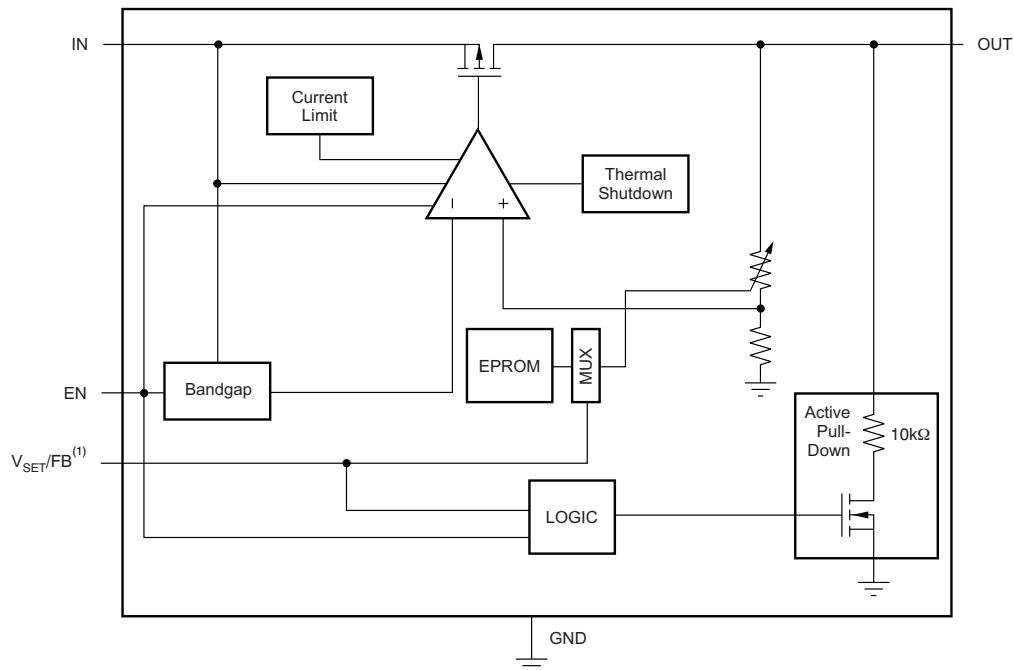 IN
OUT
Current
Limit
Thermal
Shutdown
EPROM
MUX
EN
Bandgap
Active
Pull-
Down
10kΩ
V_SET/FB(1)
LOGIC
GND